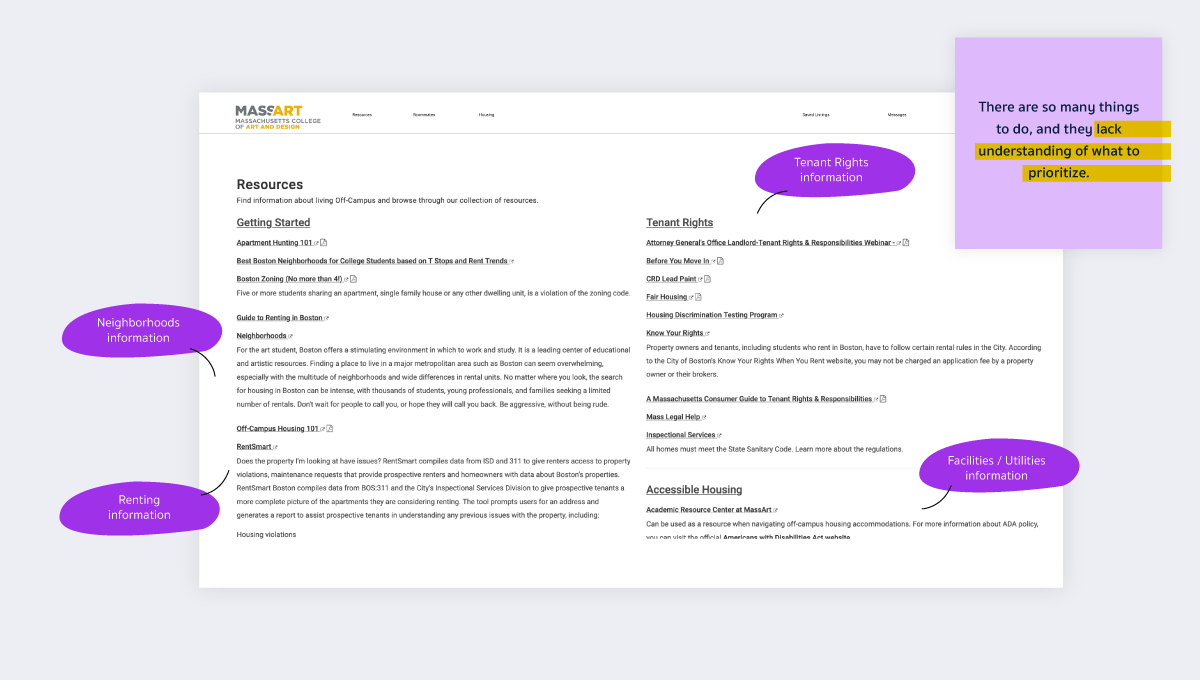 There are so many things
to do, and they lack
understanding of what to
prioritize.
MASSART
MASSACHUSETTS COLLEGE
OF ART AND DESIGN
Resources
Roommates
Housing
Saved Listings
Messages
Tenant Rights
information
Resources
Find information about living Off-Campus and browse through our collection of resources.
Getting Started
Apartment Hunting 101
Best Boston Neighborhoods for College Students based on T Stops and Rent Trends
Boston Zoning (No more than 4!)
Five or more students sharing an apartment, single family house or any other dwelling unit, is a violation of the zoning code.
Guide to Renting in Boston
Neighborhoods
For the art student, Boston offers a stimulating environment in which to work and study. It is a leading center of educational
and artistic resources. Finding a place to live in a major metropolitan area such as Boston can seem overwhelming,
especially with the multitude of neighborhoods and wide differences in rental units. No matter where you look, the search
for housing in Boston can be intense, with thousands of students, young professionals, and families seeking a limited
number of rentals. Don't wait for people to call you, or hope they will call you back. Be aggressive, without being rude.
Off-Campus Housing 101
RentSmart
Does the property I'm looking at have issues? RentSmart compiles data from ISD and 311 to give renters access to property
violations, maintenance requests that provide prospective renters and homeowners with data about Boston's properties.
RentSmart Boston compiles data from BOS:311 and the City's Inspectional Services Division to give prospective tenants a
more complete picture of the apartments they are considering renting. The tool prompts users for an address and
generates a report to assist prospective tenants in understanding any previous issues with the property, including:
Housing violations
Neighborhoods
information
Renting
information
Tenant Rights
Attorney General's Office Landlord-Tenant Rights & Responsibilities Webinar -
Before You Move In
CRD Lead Paint
Fair Housing
Housing Discrimination Testing Program
Know Your Rights
Property owners and tenants, including students who rent in Boston, have to follow certain rental rules in the City. According
to the City of Boston's Know Your Rights When You Rent website, you may not be charged an application fee by a property
owner or their brokers.
A Massachusetts Consumer Guide to Tenant Rights & Responsibilities
Mass Legal Help
Inspectional Services
All homes must meet the State Sanitary Code. Learn more about the regulations.
Facilities / Utilities
information
Accessible Housing
Academic Resource Center at MassArt
Can be used as a resource when navigating off-campus housing accommodations. For more information about ADA policy,
you can visit the official Americans with Disabilities Act website